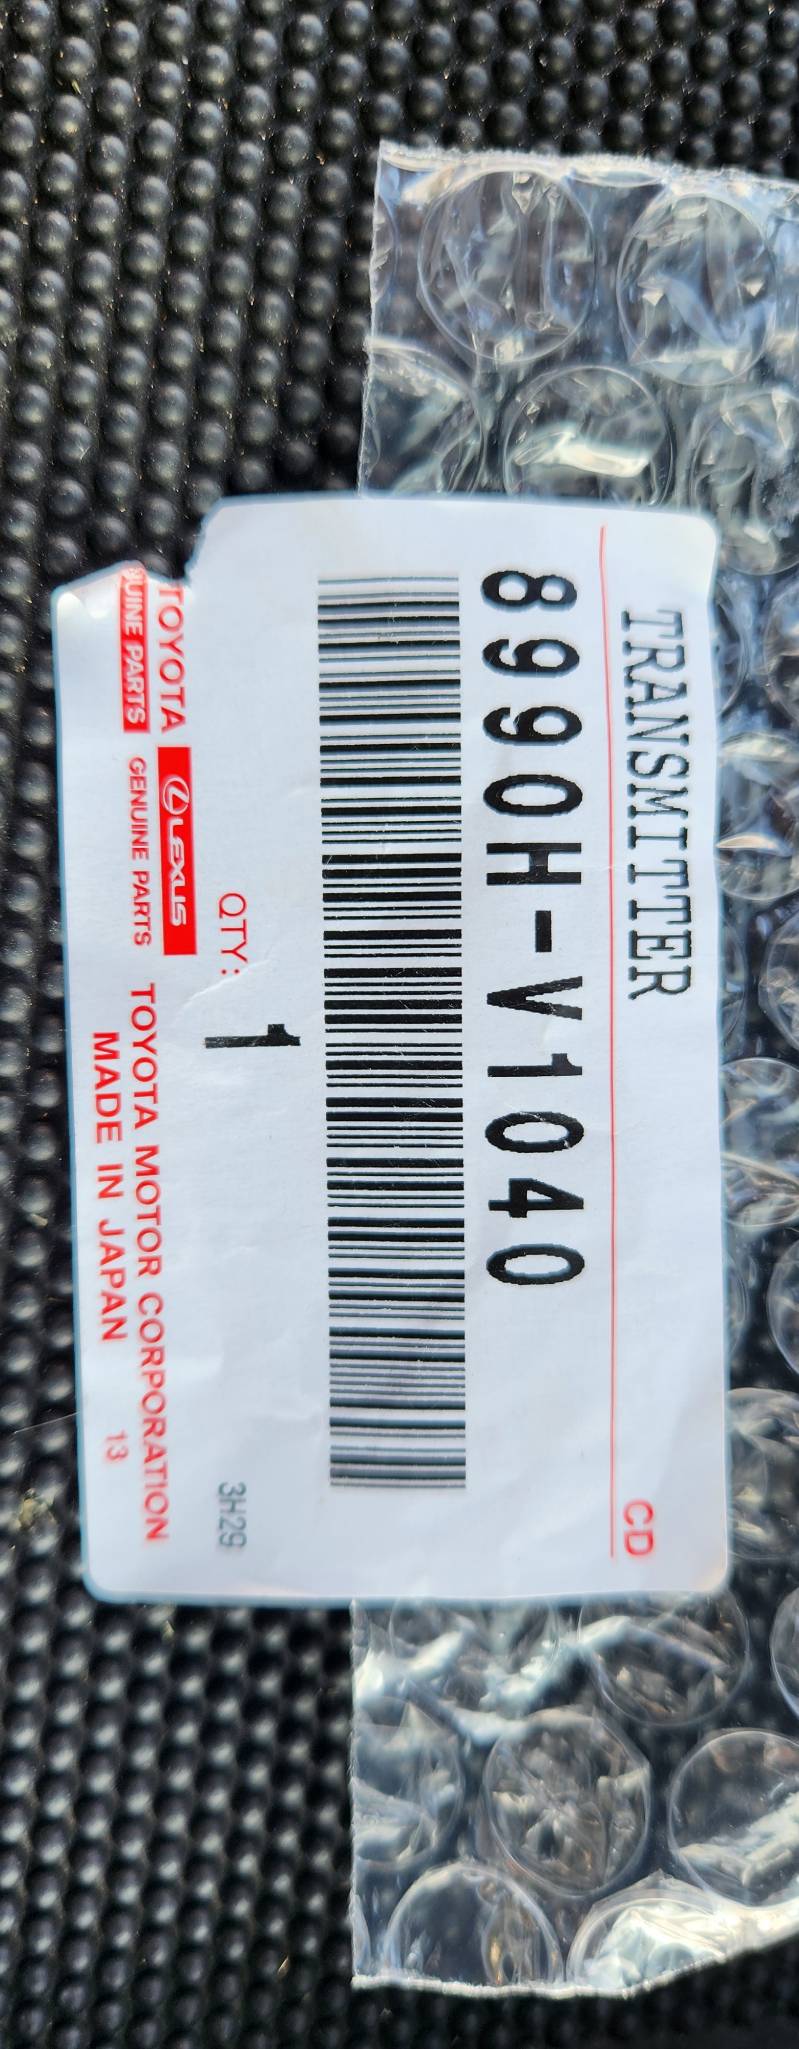 TRANSMITTER
CD
8990H-V1040
QTY: 1
3H29
TOYOTA
UINE PARTS
LEXUS
GENUINE PARTS
TOYOTA MOTOR CORPORATION
MADE IN JAPAN
13